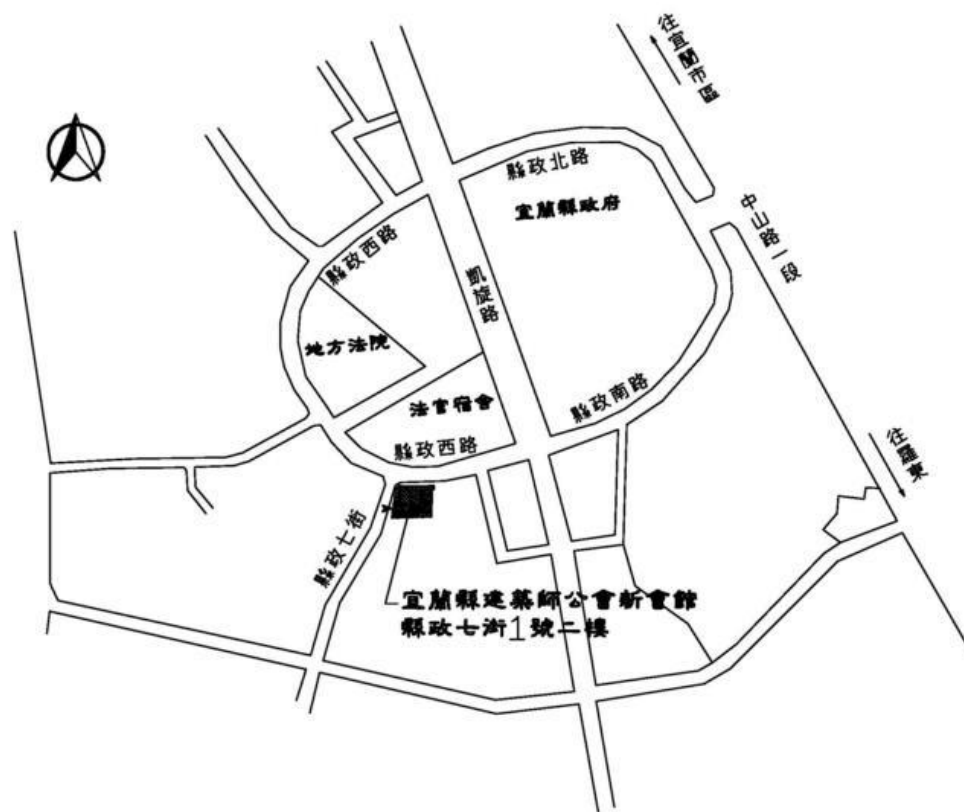 往宜蘭市區
縣政北路
宜蘭縣政府
中山路一段
縣政西路
凱旋路
地方法院
法官宿舍
縣政南路
縣政西路
往羅東
縣政七街
宜蘭縣建築師公會新會館
縣政七街1號二樓